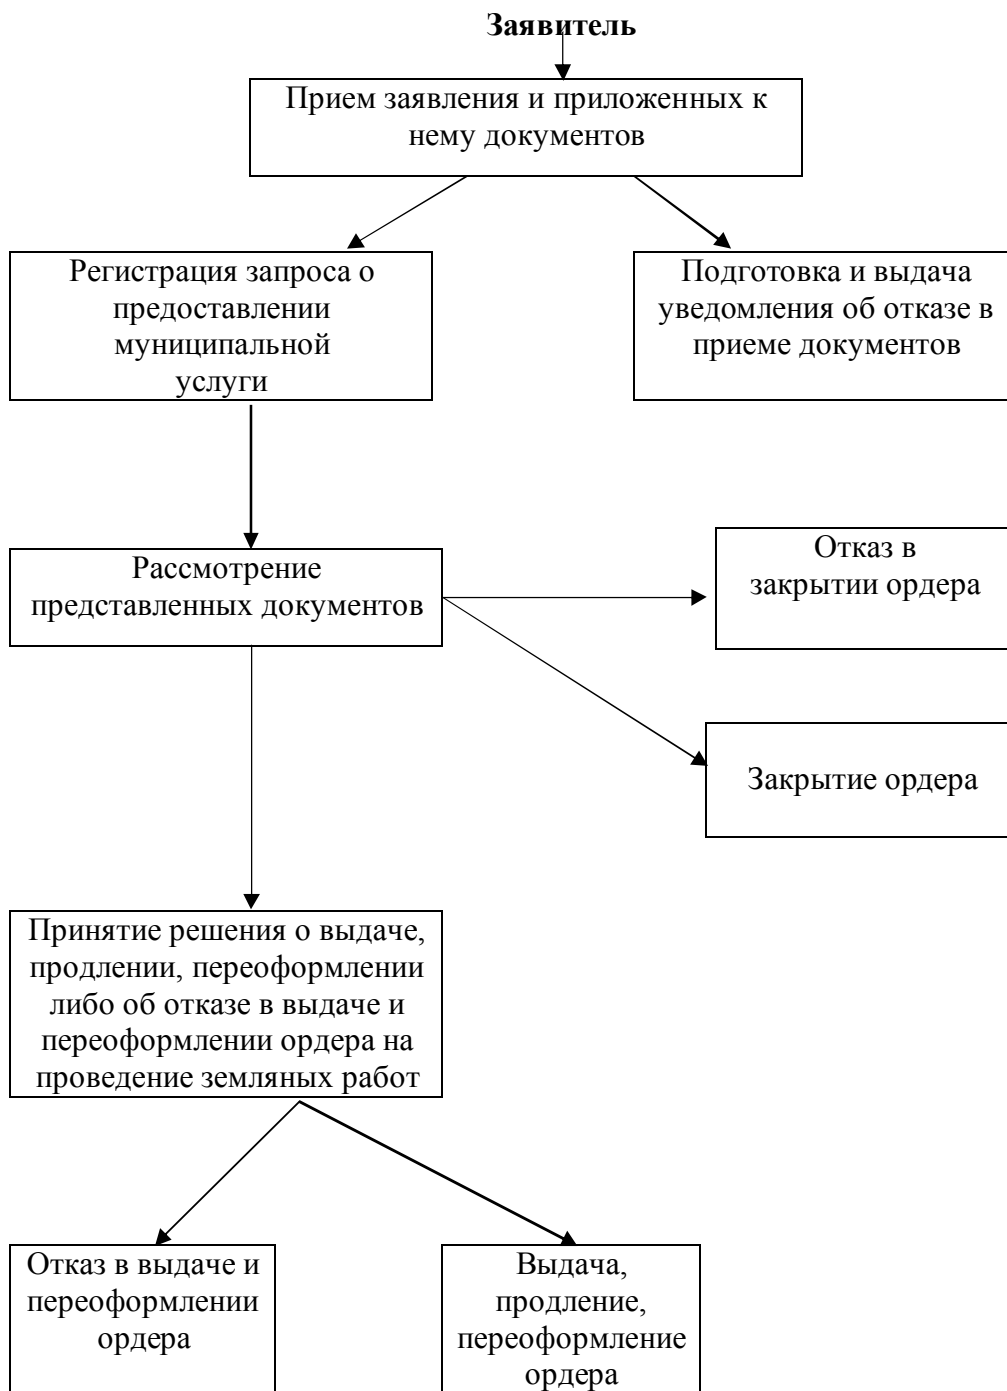 Заявитель
Прием заявления и приложенных к
нему документов
Регистрация запроса о
предоставлении
муниципальной
услуги
Подготовка и выдача
уведомления об отказе в
приеме документов
Рассмотрение
представленных документов
Отказ в
закрытии ордера
Закрытие ордера
Принятие решения о выдаче,
продлении, переоформлении
либо об отказе в выдаче и
переоформлении ордера на
проведение земляных работ
Отказ в выдаче и
переоформлении
ордера
Выдача,
продление,
переоформление
ордера